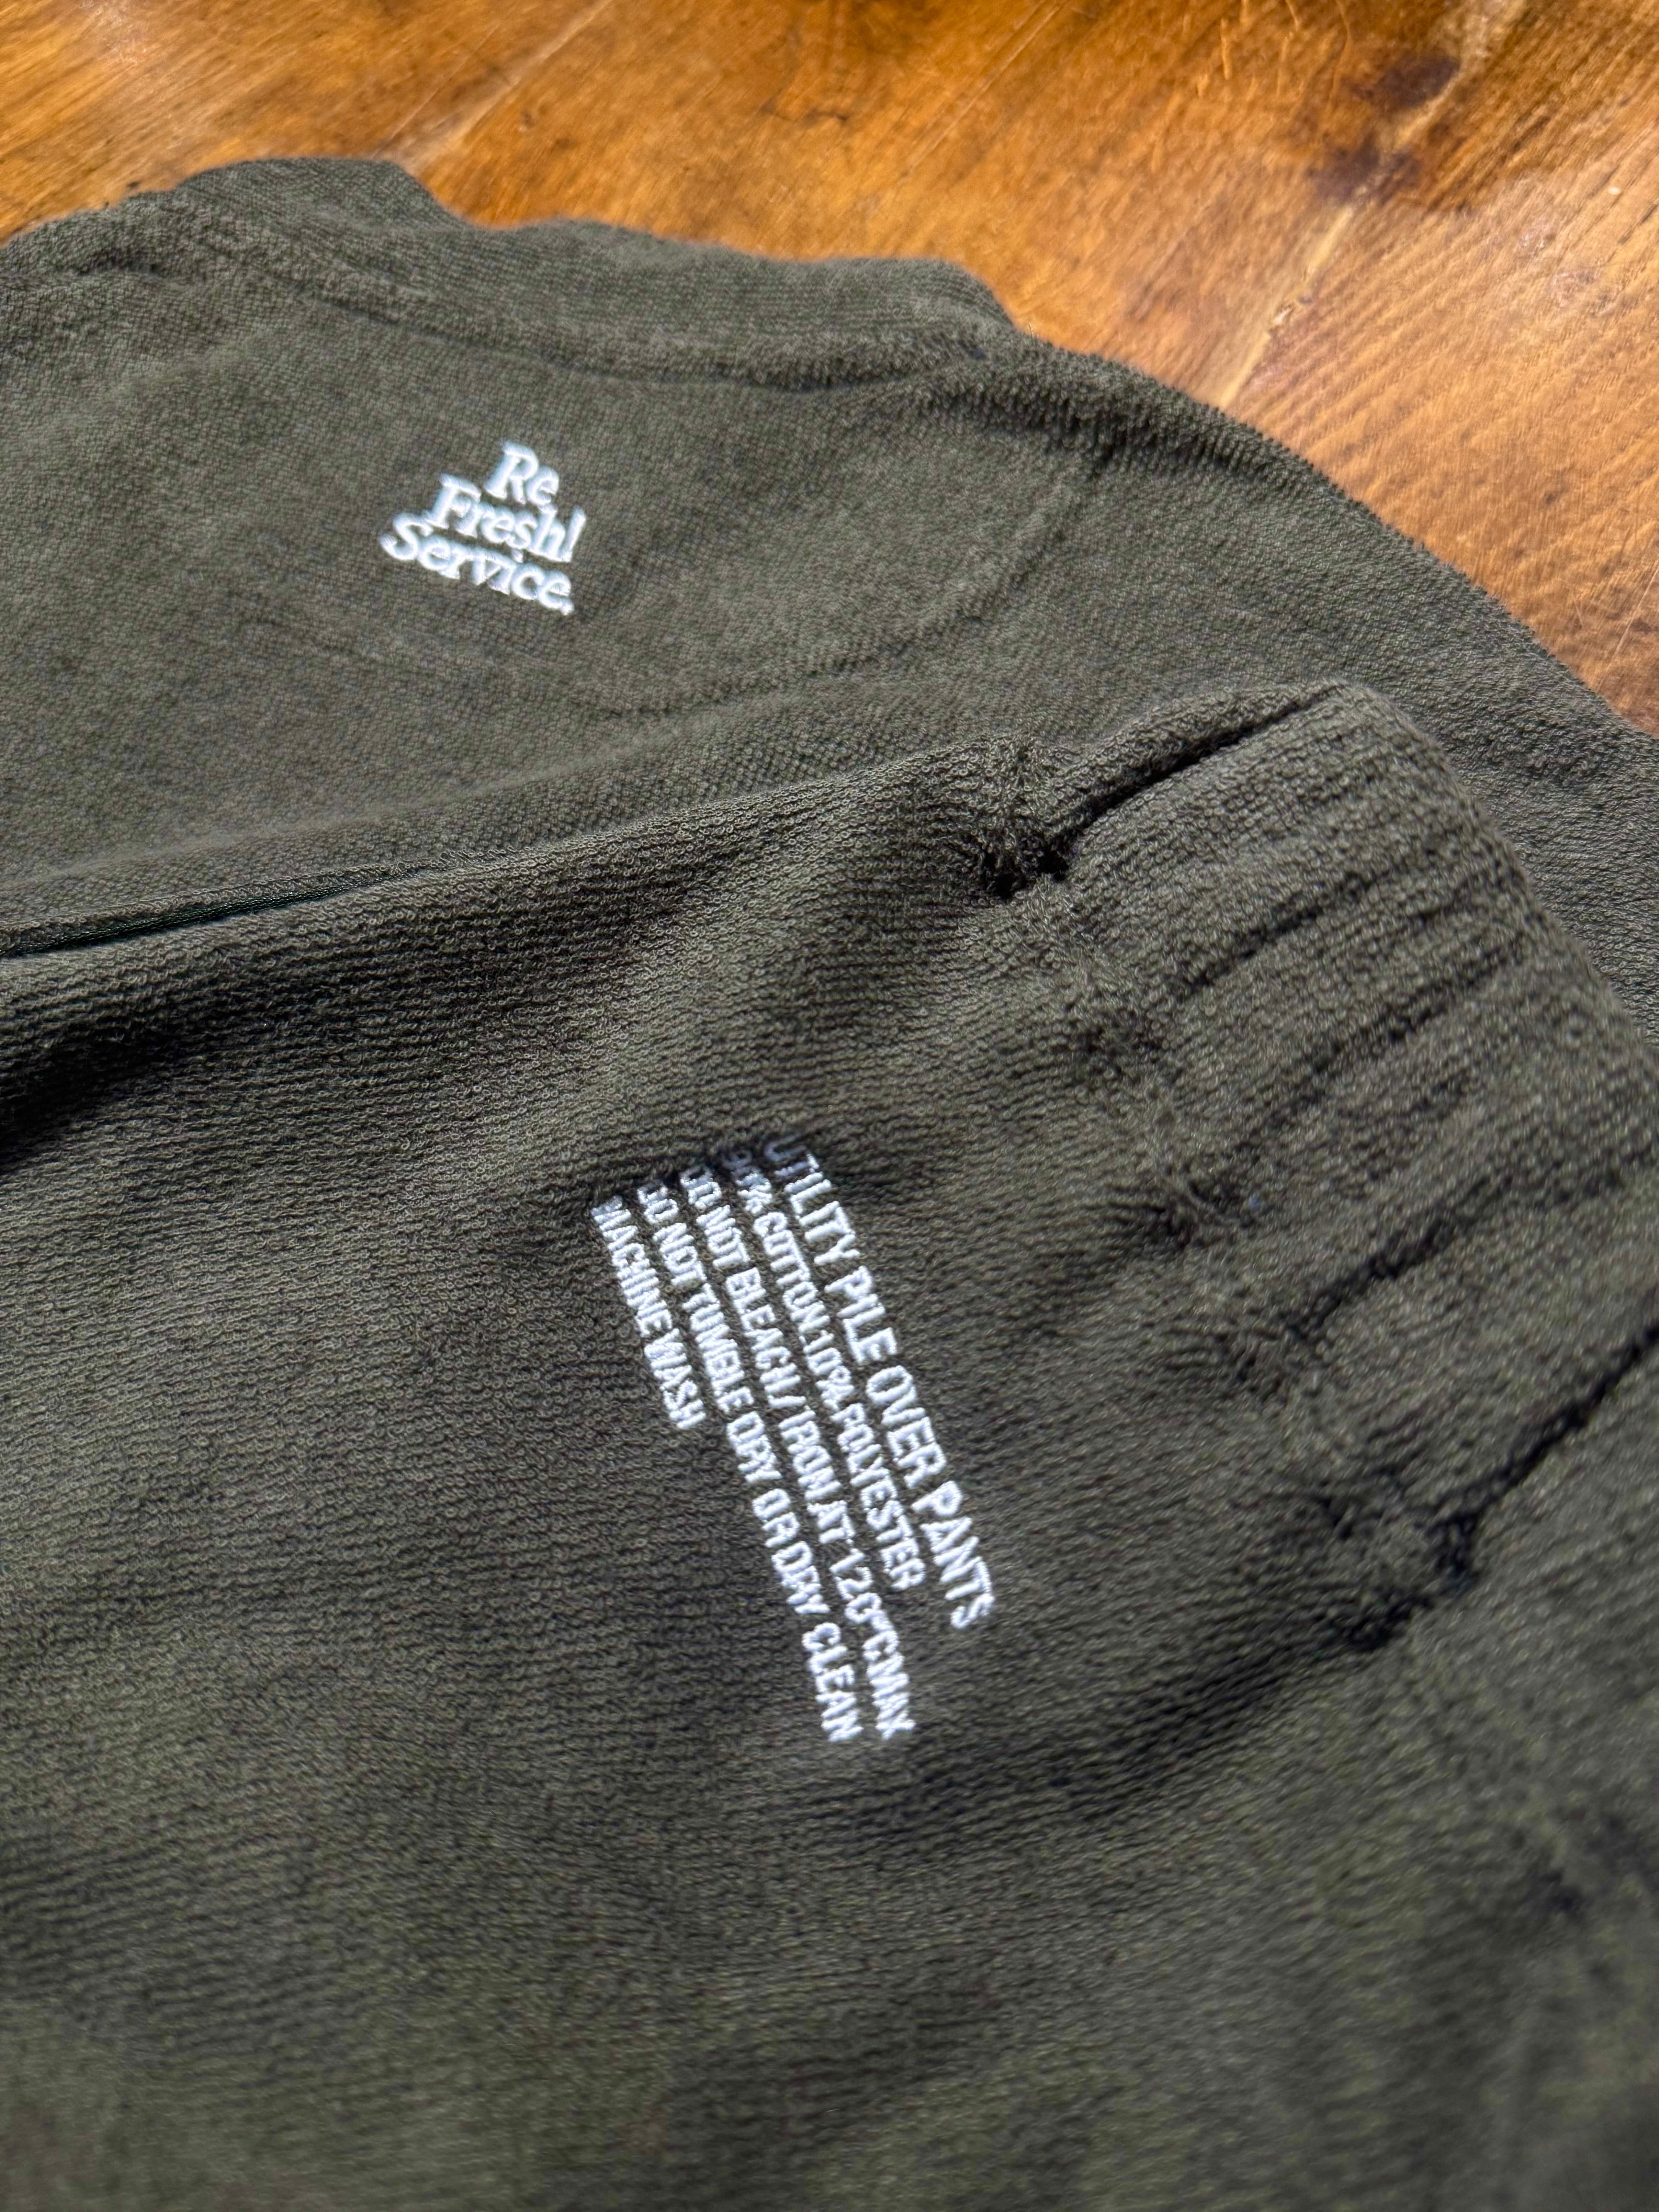 Re
Fresh!
Service.
UTILITY PILE OVER PANTS
90% COTTON 10% POLYESTER
DO NOT BLEACH / IRON AT 120°CMAX
DO NOT TUMBLE DRY OR DRY CLEAN
MACHINE WASH